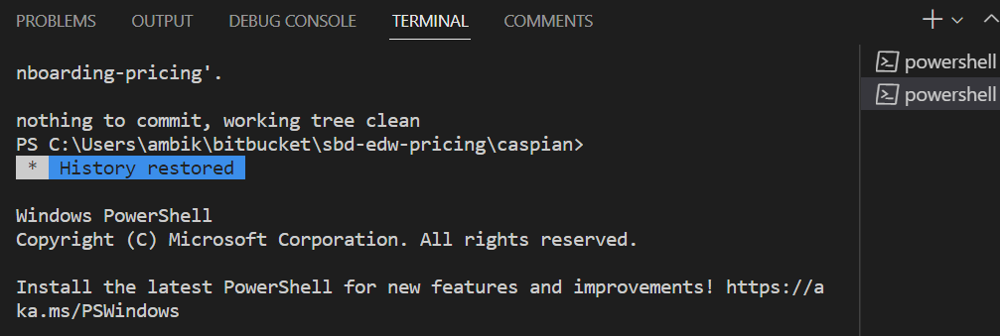 PROBLEMS OUTPUT DEBUG CONSOLE TERMINAL COMMENTS
nboarding-pricing'.
nothing to commit, working tree clean
PS C:\Users\ambik\bitbucket\sbd-edw-pricing\caspian>
* History restored
Windows PowerShell
Copyright (C) Microsoft Corporation. All rights reserved.
Install the latest PowerShell for new features and improvements! https://a
ka.ms/PSWindows
powershell
powershell